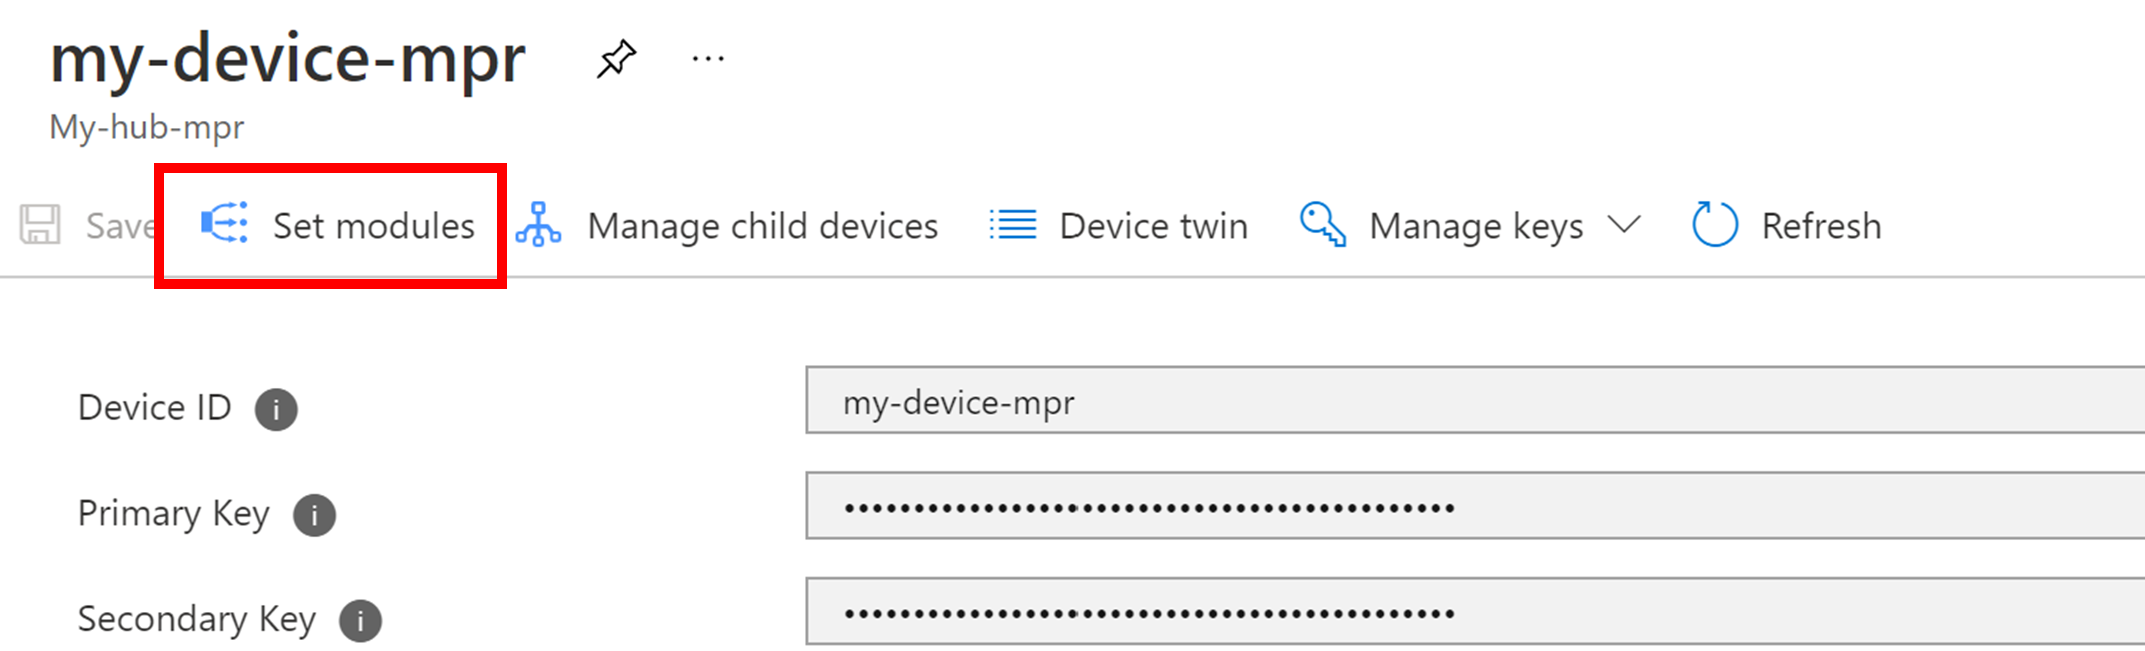 my-device-mpr ...
My-hub-mpr
Save Set modules Manage child devices Device twin Manage keys Refresh
Device ID i my-device-mpr
Primary Key i ••••••••••••••••••••••••••••••••••••••••••••
Secondary Key i ••••••••••••••••••••••••••••••••••••••••••••